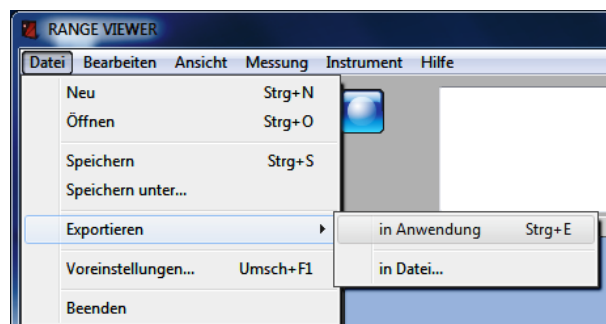 RANGE VIEWER
Datei Bearbeiten Ansicht Messung Instrument Hilfe
Neu Strg+N
Öffnen Strg+O
Speichern Strg+S
Speichern unter...
Exportieren
in Anwendung Strg+E
Voreinstellungen... Umsch+F1
in Datei...
Beenden